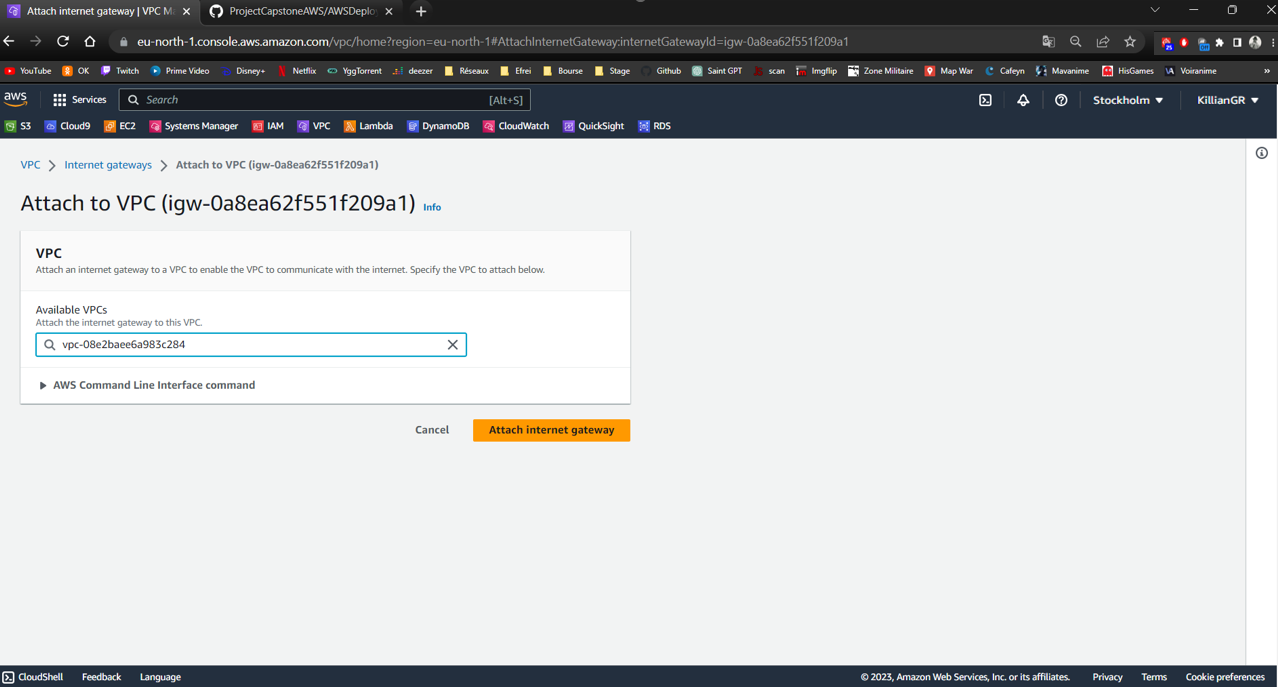 Attach internet gateway | VPC M
ProjectCapstoneAWS/AWSDeploy
eu-north-1.console.aws.amazon.com/vpc/home?region=eu-north-1#AttachInternetGateway:internetGatewayId=igw-0a8ea62f551f209a1
YouTube OK Twitch Prime Video Disney+ Netflix YggTorrent deezer Réseaux Efrei Bourse Stage Github Saint GPT scan Imgflip Zone Militaire Map War Cafeyn Mavanime HisGames Voiranime »
aws Services Search [Alt+S] Stockholm KillianGR
S3 Cloud9 EC2 Systems Manager IAM VPC Lambda DynamoDB CloudWatch QuickSight RDS
VPC Internet gateways Attach to VPC (igw-0a8ea62f551f209a1)
Attach to VPC (igw-0a8ea62f551f209a1) Info
VPC
Attach an internet gateway to a VPC to enable the VPC to communicate with the internet. Specify the VPC to attach below.
Available VPCs
Attach the internet gateway to this VPC.
vpc-08e2baee6a983c284
AWS Command Line Interface command
Cancel Attach internet gateway
CloudShell Feedback Language © 2023, Amazon Web Services, Inc. or its affiliates. Privacy Terms Cookie preferences